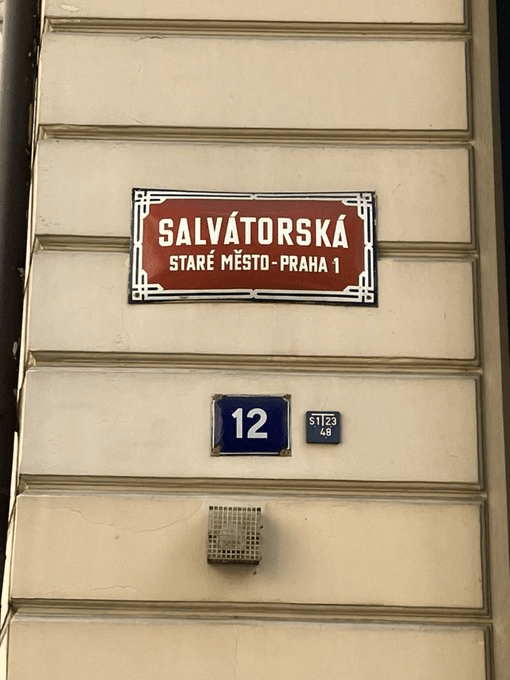 SALVÁTORSKÁ
STARÉ MĚSTO-PRAHA 1
12
S1 23
48